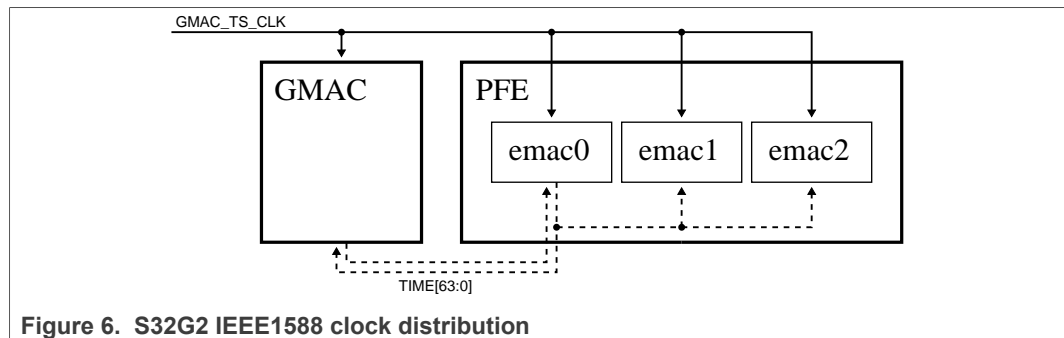 GMAC_TS_CLK
GMAC
PFE
emac0
emac1
emac2
TIME[63:0]
Figure 6. S32G2 IEEE1588 clock distribution